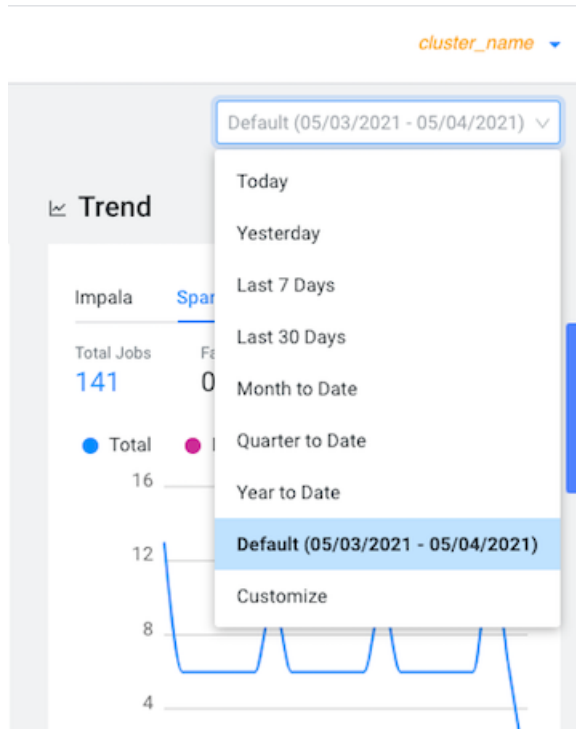 cluster_name
Default (05/03/2021 - 05/04/2021)
Trend
Today
Yesterday
Last 7 Days
Last 30 Days
Month to Date
Quarter to Date
Year to Date
Default (05/03/2021 - 05/04/2021)
Customize
Impala
Total Jobs
141
0
Total
16
12
8
4